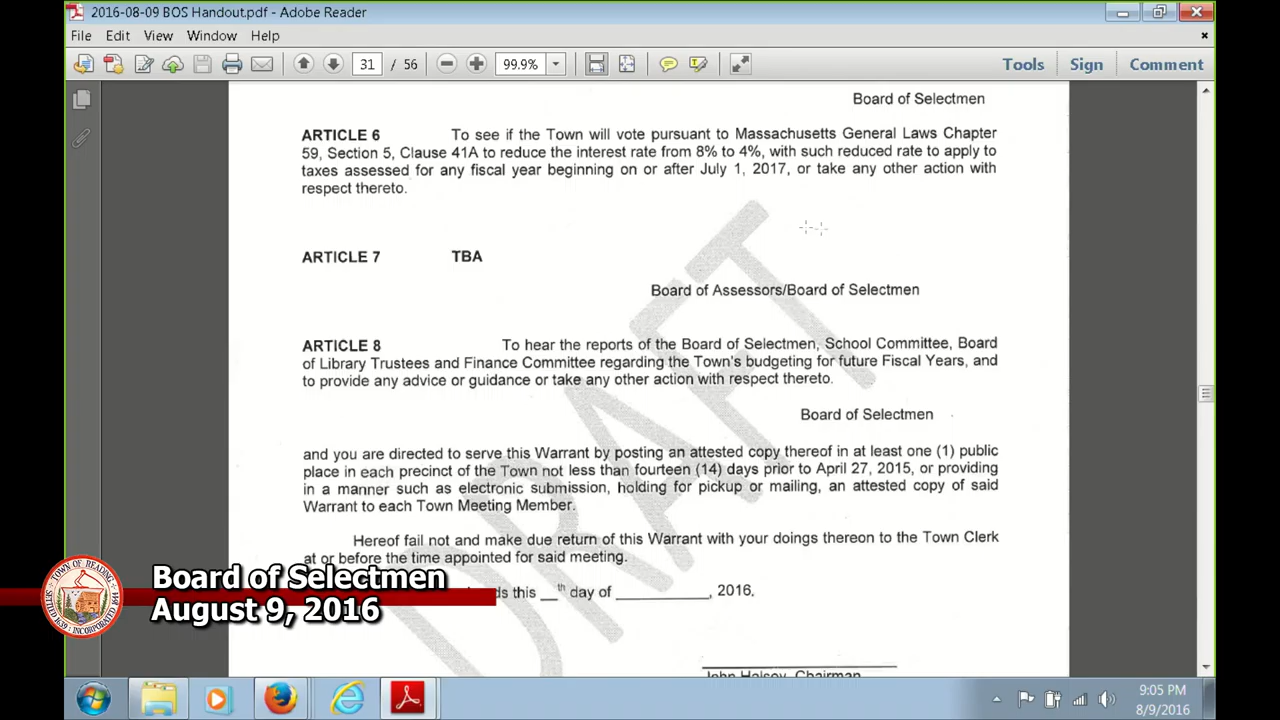 2016-08-09 BOS Handout.pdf - Adobe Reader
File Edit View Window Help
31 / 56 99.9% Tools Sign Comment
Board of Selectmen
ARTICLE 6 To see if the Town will vote pursuant to Massachusetts General Laws Chapter
59, Section 5, Clause 41A to reduce the interest rate from 8% to 4%, with such reduced rate to apply to
taxes assessed for any fiscal year beginning on or after July 1, 2017, or take any other action with
respect thereto.
ARTICLE 7 TBA
Board of Assessors/Board of Selectmen
ARTICLE 8 To hear the reports of the Board of Selectmen, School Committee, Board
of Library Trustees and Finance Committee regarding the Town's budgeting for future Fiscal Years, and
to provide any advice or guidance or take any other action with respect thereto.
Board of Selectmen
and you are directed to serve this Warrant by posting an attested copy thereof in at least one (1) public
place in each precinct of the Town not less than fourteen (14) days prior to April 27, 2015, or providing
in a manner such as electronic submission, holding for pickup or mailing, an attested copy of said
Warrant to each Town Meeting Member.
Hereof fail not and make due return of this Warrant with your doings thereon to the Town Clerk
at or before the time appointed for said meeting.
this __th day of ________, 2016.
John Halsey, Chairman
DRAFT
TOWN OF READING
Board of Selectmen
August 9, 2016
9:05 PM
8/9/2016